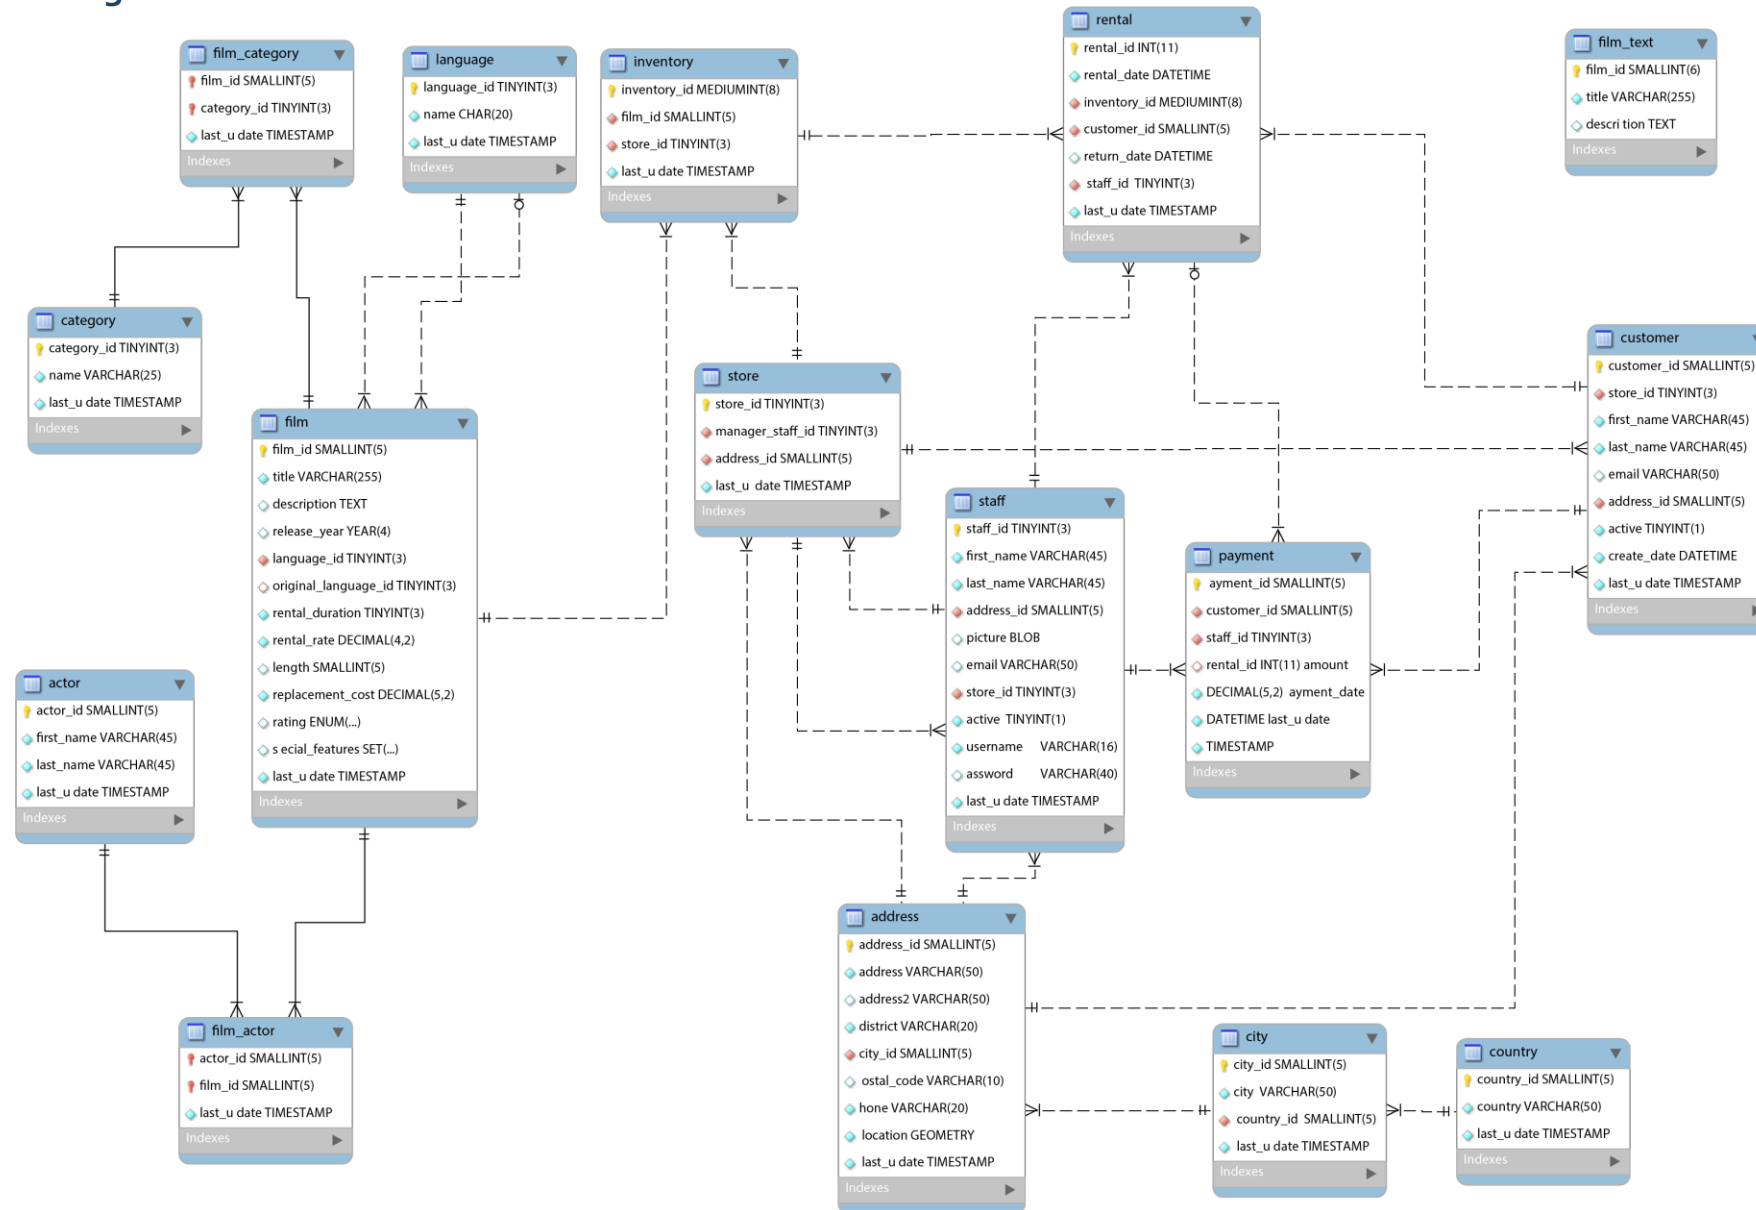 film_category
film_id SMALLINT(5)
category_id TINYINT(3)
last_u date TIMESTAMP
Indexes
language
language_id TINYINT(3)
name CHAR(20)
last_u date TIMESTAMP
Indexes
inventory
inventory_id MEDIUMINT(8)
film_id SMALLINT(5)
store_id TINYINT(3)
last_u date TIMESTAMP
Indexes
rental
rental_id INT(11)
rental_date DATETIME
inventory_id MEDIUMINT(8)
customer_id SMALLINT(5)
return_date DATETIME
staff_id TINYINT(3)
last_u date TIMESTAMP
Indexes
film_text
film_id SMALLINT(6)
title VARCHAR(255)
descri tion TEXT
Indexes
category
category_id TINYINT(3)
name VARCHAR(25)
last_u date TIMESTAMP
Indexes
film
film_id SMALLINT(5)
title VARCHAR(255)
description TEXT
release_year YEAR(4)
language_id TINYINT(3)
original_language_id TINYINT(3)
rental_duration TINYINT(3)
rental_rate DECIMAL(4,2)
length SMALLINT(5)
replacement_cost DECIMAL(5,2)
rating ENUM(...)
s ecial_features SET(...)
last_u date TIMESTAMP
Indexes
store
store_id TINYINT(3)
manager_staff_id TINYINT(3)
address_id SMALLINT(5)
last_u date TIMESTAMP
Indexes
customer
customer_id SMALLINT(5)
store_id TINYINT(3)
first_name VARCHAR(45)
last_name VARCHAR(45)
email VARCHAR(50)
address_id SMALLINT(5)
active TINYINT(1)
create_date DATETIME
last_u date TIMESTAMP
Indexes
staff
staff_id TINYINT(3)
first_name VARCHAR(45)
last_name VARCHAR(45)
address_id SMALLINT(5)
picture BLOB
email VARCHAR(50)
store_id TINYINT(3)
active TINYINT(1)
username VARCHAR(16)
assword VARCHAR(40)
last_u date TIMESTAMP
Indexes
payment
ayment_id SMALLINT(5)
customer_id SMALLINT(5)
staff_id TINYINT(3)
rental_id INT(11) amount
DECIMAL(5,2) ayment_date
DATETIME last_u date
TIMESTAMP
Indexes
actor
actor_id SMALLINT(5)
first_name VARCHAR(45)
last_name VARCHAR(45)
last_u date TIMESTAMP
Indexes
film_actor
actor_id SMALLINT(5)
film_id SMALLINT(5)
last_u date TIMESTAMP
Indexes
address
address_id SMALLINT(5)
address VARCHAR(50)
address2 VARCHAR(50)
district VARCHAR(20)
city_id SMALLINT(5)
ostal_code VARCHAR(10)
hone VARCHAR(20)
location GEOMETRY
last_u date TIMESTAMP
Indexes
city
city_id SMALLINT(5)
city VARCHAR(50)
country_id SMALLINT(5)
last_u date TIMESTAMP
Indexes
country
country_id SMALLINT(5)
country VARCHAR(50)
last_u date TIMESTAMP
Indexes